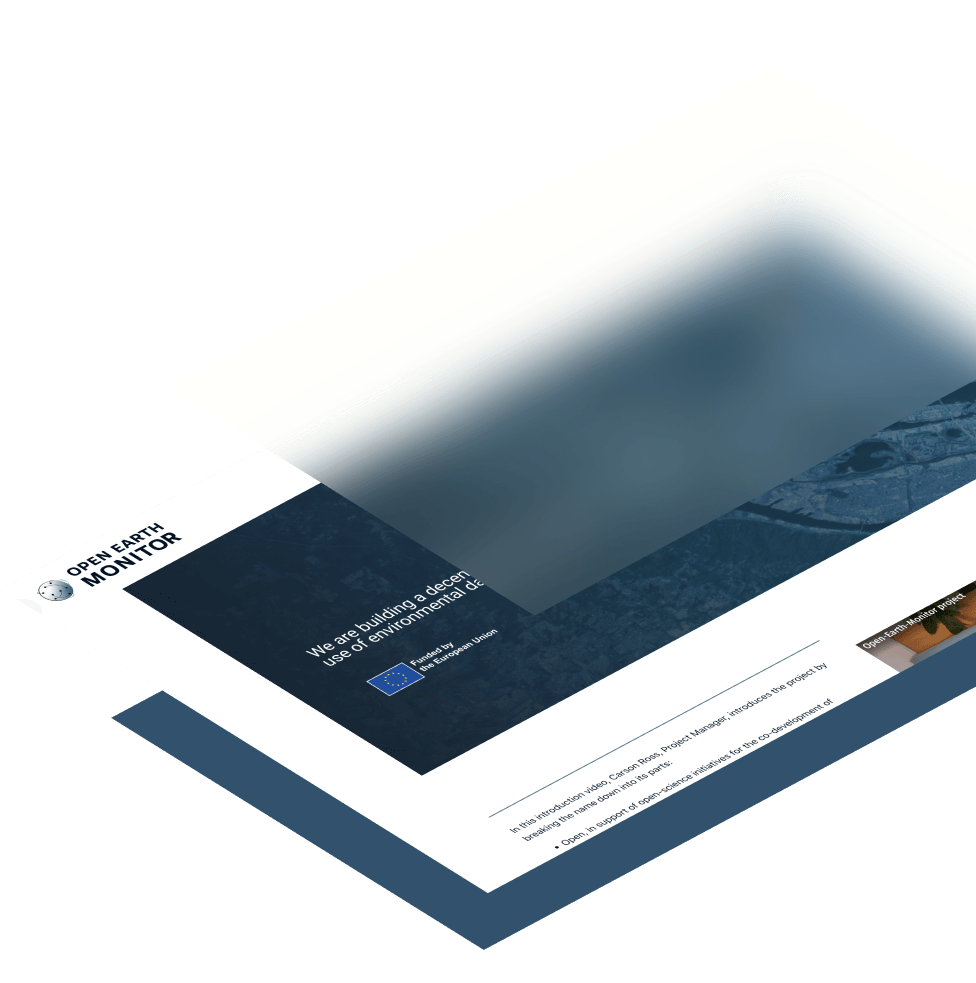 OPEN EARTH
MONITOR
We are building a decen
use of environmental da
Funded by
the European Union
Open-Earth-Monitor project
In this introduction video, Carson Ross, Project Manager, introduces the project by
breaking the name down into its parts:
• Open, in support of open-science initiatives for the co-development of